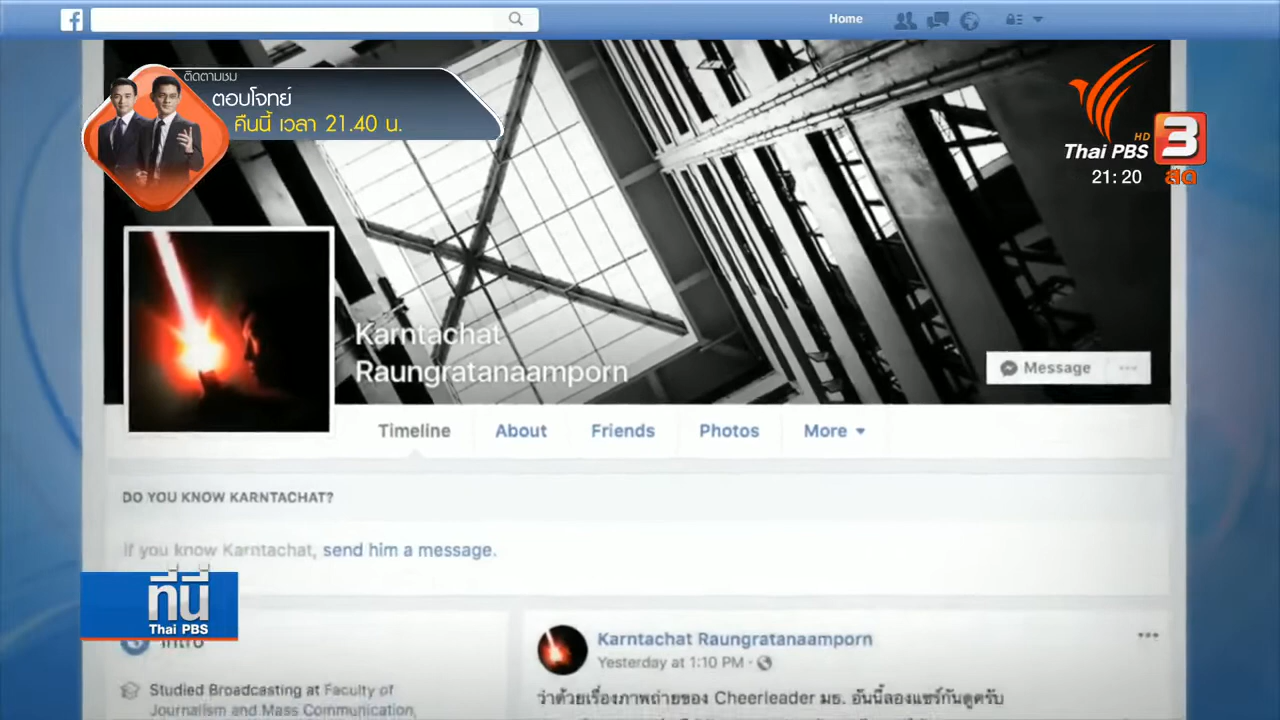 Home
ติดตามชม
ตอบโจทย์
คืนนี้ เวลา 21.40 น.
HD
Thai PBS 3
21:20 สด
Karntachat
Raungratanaamporn
Message
Timeline About Friends Photos More
DO YOU KNOW KARNTACHAT?
If you know Karntachat, send him a message.
ที่นี่
Thai PBS
Intro
Karntachat Raungratanaamporn
Yesterday at 1:10 PM
Studied Broadcasting at Faculty of
Journalism and Mass Communication,
ว่าด้วยเรื่องภาพถ่ายของ Cheerleader มธ. อันนี้ลองแชร์กันดูครับ